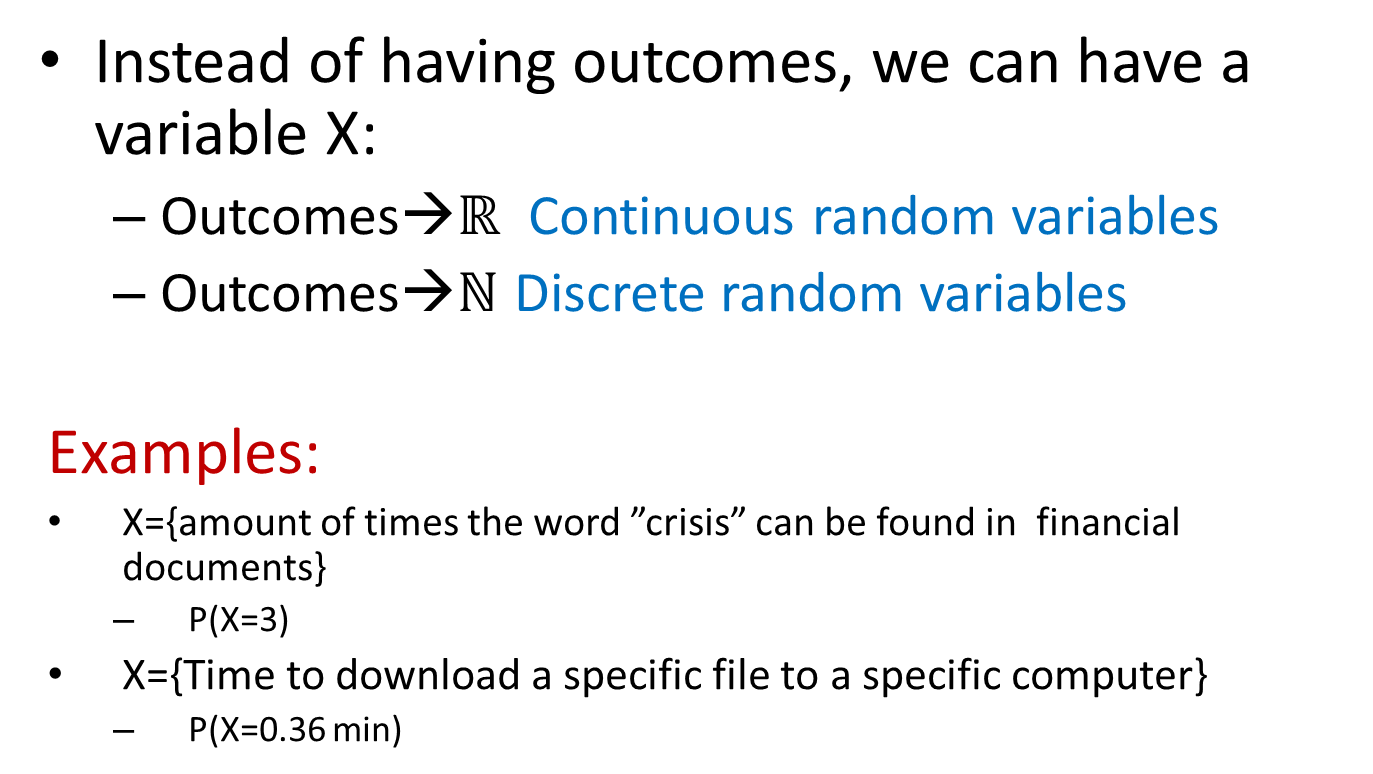 • Instead of having outcomes, we can have a
variable X:
– Outcomes→ℝ Continuous random variables
– Outcomes→ℕ Discrete random variables
Examples:
• X={amount of times the word ”crisis” can be found in financial
documents}
– P(X=3)
• X={Time to download a specific file to a specific computer}
– P(X=0.36 min)